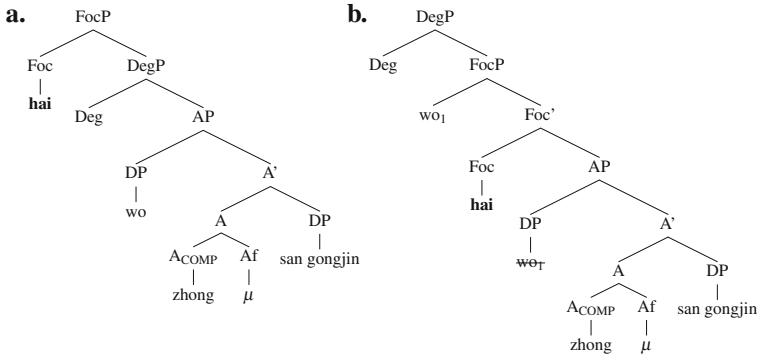 a.
FocP
Foc DegP
hai
Deg AP
DP A'
wo
A DP
A_COMP Af san gongjin
zhong μ
b.
DegP
Deg FocP
wo₁ Foc'
Foc AP
hai
DP A'
wo₁
A DP
A_COMP Af san gongjin
zhong μ